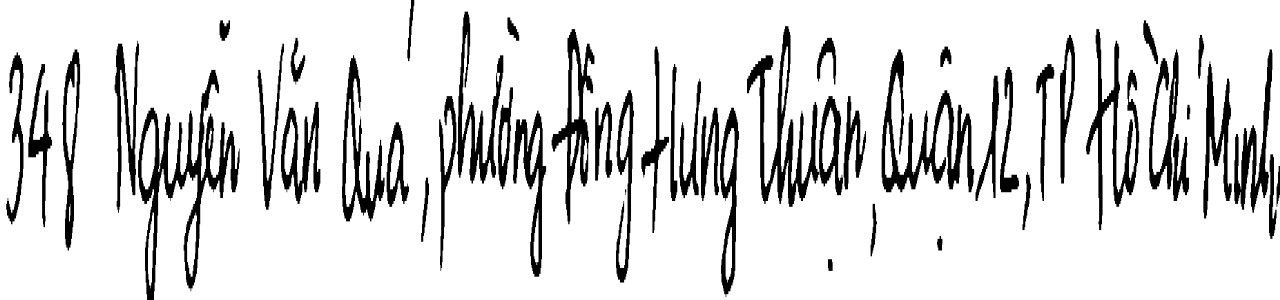 348 Nguyễn Văn Quá, phường Đông Hưng Thuận, Quận 12, TP Hồ Chí Minh